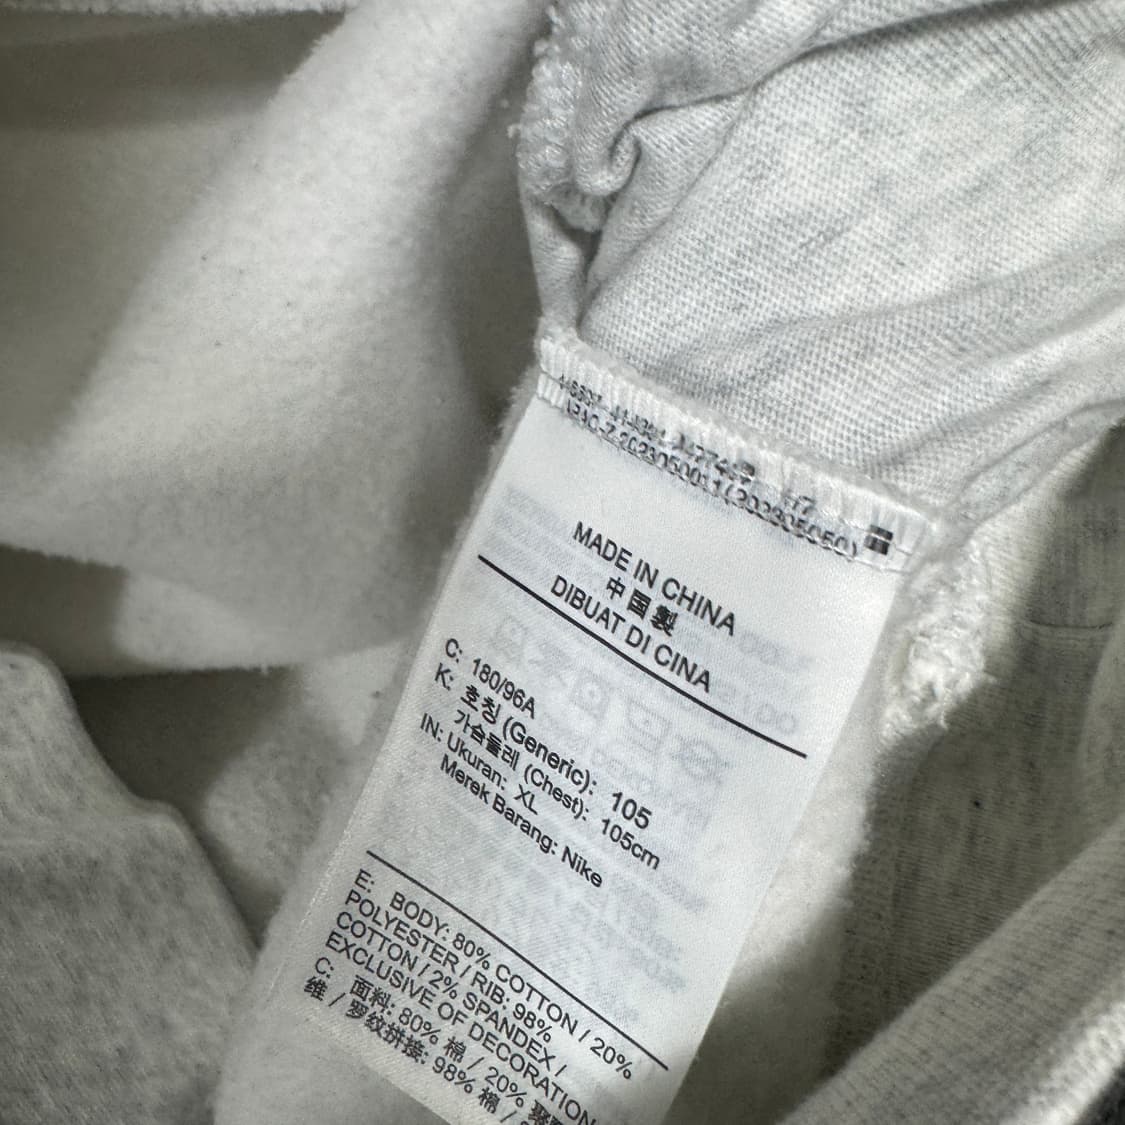 MADE IN CHINA
中国製
DIBUAT DI CINA
C: 180/96A
K: 호칭 (Generic): 105
가슴둘레 (Chest): 105cm
IN: Ukuran: XL
Merek Barang: Nike
E: BODY: 80% COTTON / 20%
POLYESTER / RIB: 98%
COTTON / 2% SPANDEX /
EXCLUSIVE OF DECORATION
C: 面料: 80% 棉 / 20% 聚酯
维 / 罗纹拼接: 98% 棉 /